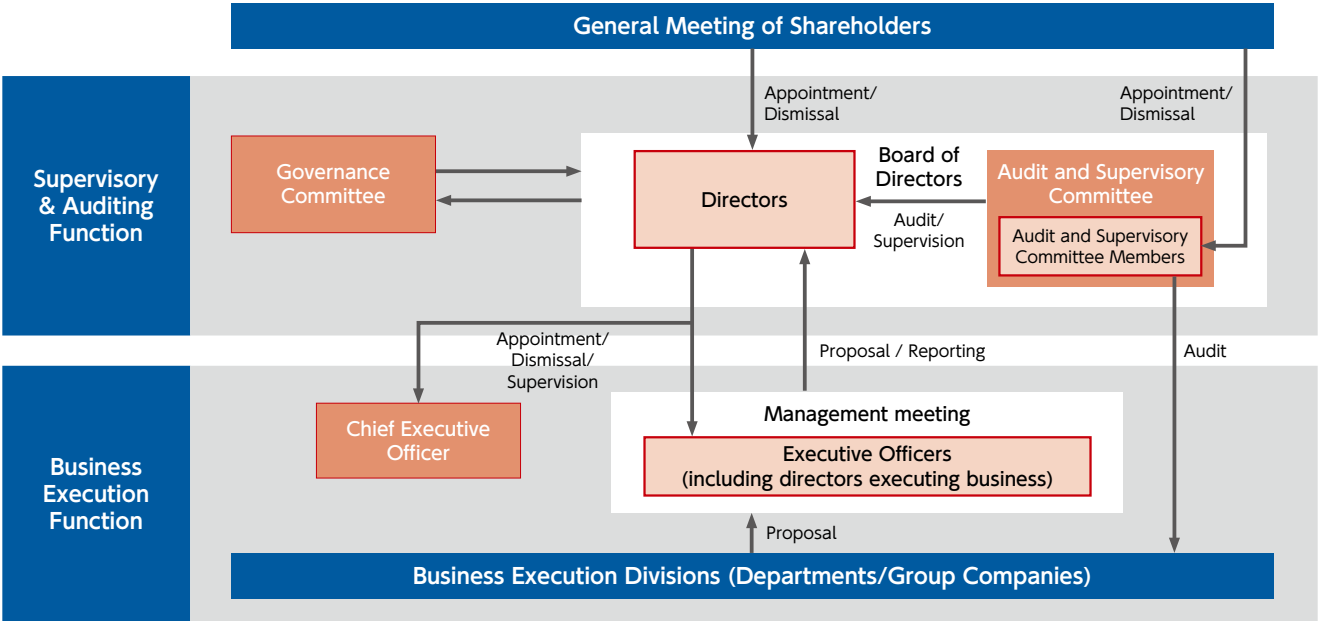 General Meeting of Shareholders
Appointment/
Dismissal
Appointment/
Dismissal
Supervisory
& Auditing
Function
Governance
Committee
Directors
Board of
Directors
Audit/
Supervision
Audit and Supervisory
Committee
Audit and Supervisory
Committee Members
Appointment/
Dismissal/
Supervision
Proposal / Reporting
Audit
Business
Execution
Function
Chief Executive
Officer
Management meeting
Executive Officers
(including directors executing business)
Proposal
Business Execution Divisions (Departments/Group Companies)